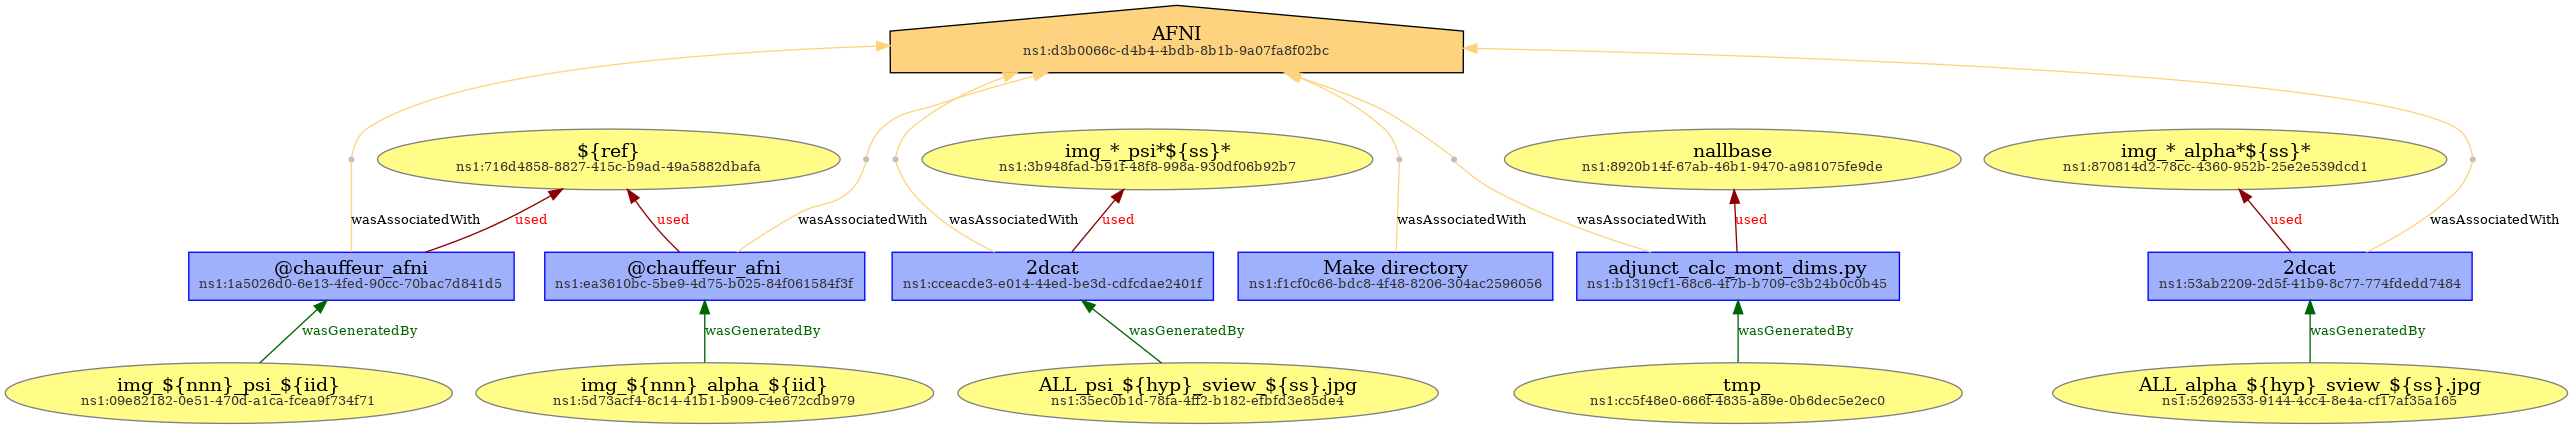 AFNI
ns1:d3b0066c-d4b4-4bdb-8b1b-9a07fa8f02bc
${ref}
ns1:716d4858-8827-415c-b9ad-49a5882dbafa
img_*_psi*${ss}*
ns1:3b948fad-b91f-48f8-998a-930df06b92b7
nallbase
ns1:8920b14f-67ab-46b1-9470-a981075fe9de
img_*_alpha*${ss}*
ns1:870814d2-78cc-4360-952b-25e2e539dcd1
wasAssociatedWith
used
used
wasAssociatedWith
wasAssociatedWith
used
wasAssociatedWith
wasAssociatedWith
used
used
wasAssociatedWith
@chauffeur_afni
ns1:1a5026d0-6e13-4fed-90cc-70bac7d841d5
@chauffeur_afni
ns1:ea3610bc-5be9-4d75-b025-84f061584f3f
2dcat
ns1:cceacde3-e014-44ed-be3d-cdfcdae2401f
Make directory
ns1:f1cf0c66-bdc8-4f48-8206-304ac2596056
adjunct_calc_mont_dims.py
ns1:b1319cf1-68c6-4f7b-b709-c3b24b0c0b45
2dcat
ns1:53ab2209-2d5f-41b9-8c77-774fdedd7484
wasGeneratedBy
wasGeneratedBy
wasGeneratedBy
wasGeneratedBy
wasGeneratedBy
img_${nnn}_psi_${iid}
ns1:09e82182-0e51-470d-a1ca-fcea9f734f71
img_${nnn}_alpha_${iid}
ns1:5d73acf4-8c14-41b1-b909-c4e672cdb979
ALL_psi_${hyp}_sview_${ss}.jpg
ns1:35ec0b1d-78fa-4ff2-b182-efbfd3e85de4
__tmp_
ns1:cc5f48e0-666f-4835-a89e-0b6dec5e2ec0
ALL_alpha_${hyp}_sview_${ss}.jpg
ns1:52692533-9144-4cc4-8e4a-cf17af35a165